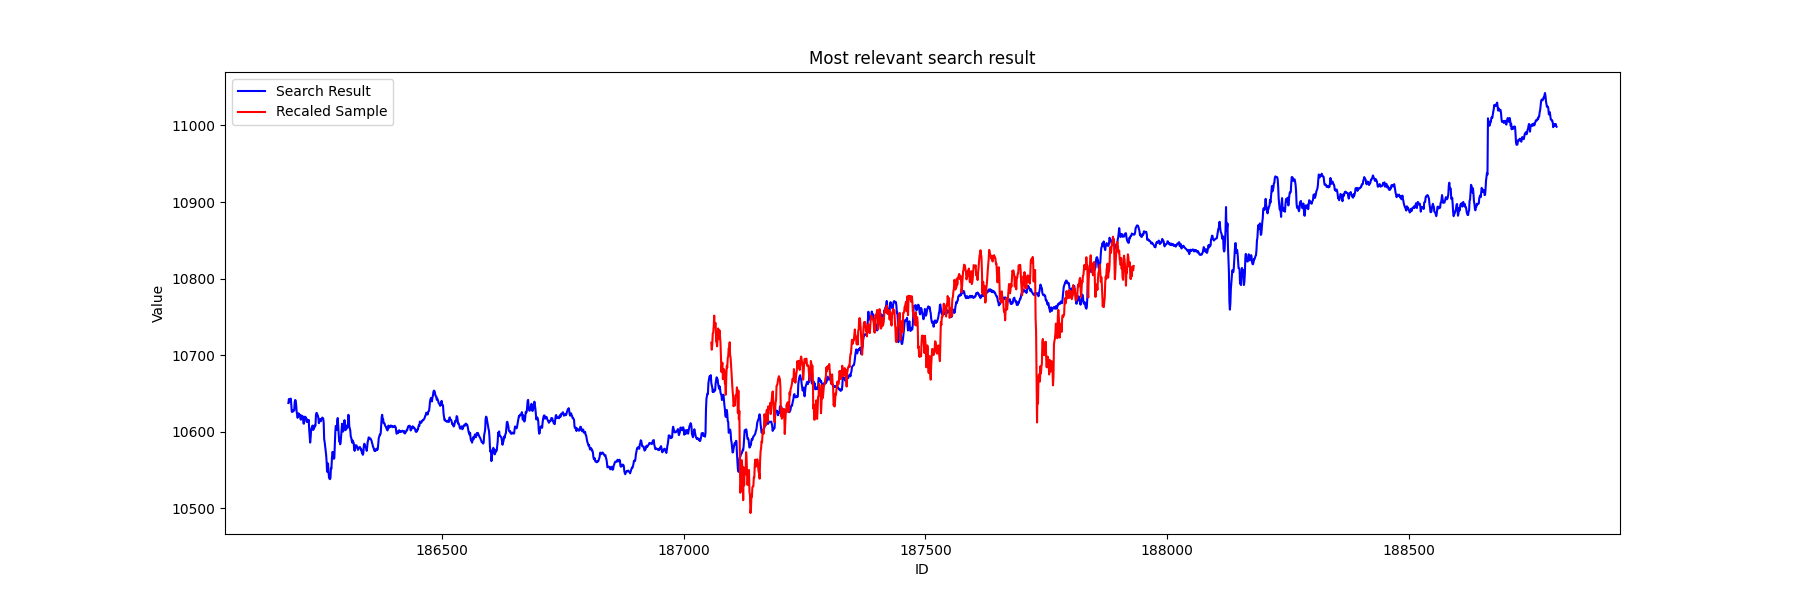 Most relevant search result
Search Result
Recaled Sample
11000
10900
10800
10700
10600
10500
Value
186500
187000
187500
188000
188500
ID